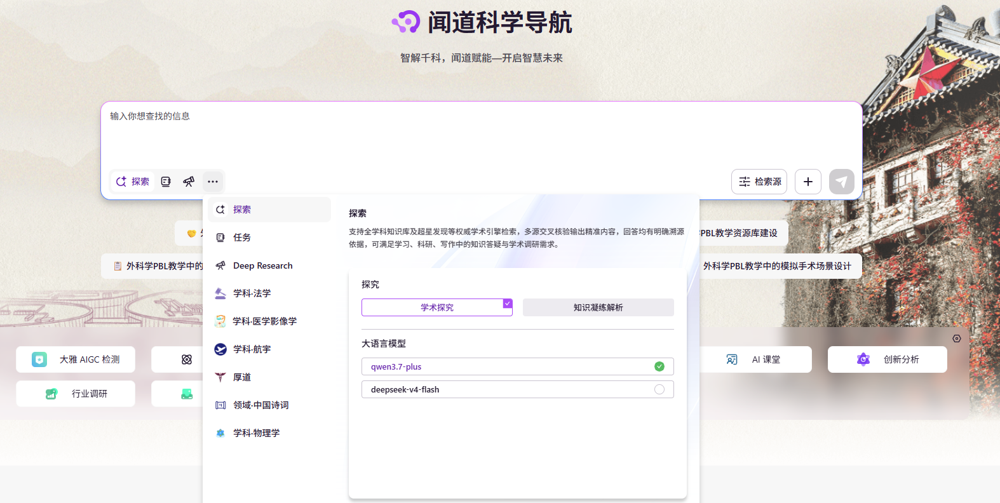 闻道科学导航
智解千科，闻道赋能—开启智慧未来
输入你想查找的信息
探索
检索源
探索
任务
Deep Research
学科·法学
学科·医学影像学
学科·航宇
厚道
领域·中国诗词
学科·物理学
探索
支持全学科知识库及超星发现等权威学术引擎检索，多源交叉核验输出精准内容，回答均有明确溯源
依据，可满足学习、科研、写作中的知识答疑与学术调研需求。
探究
学术探究
知识凝练解析
大语言模型
qwen3.7-plus
deepseek-v4-flash
PBL教学资源库建设
外科学PBL教学中的
外科学PBL教学中的模拟手术场景设计
大雅 AIGC 检测
AI 课堂
创新分析
行业调研